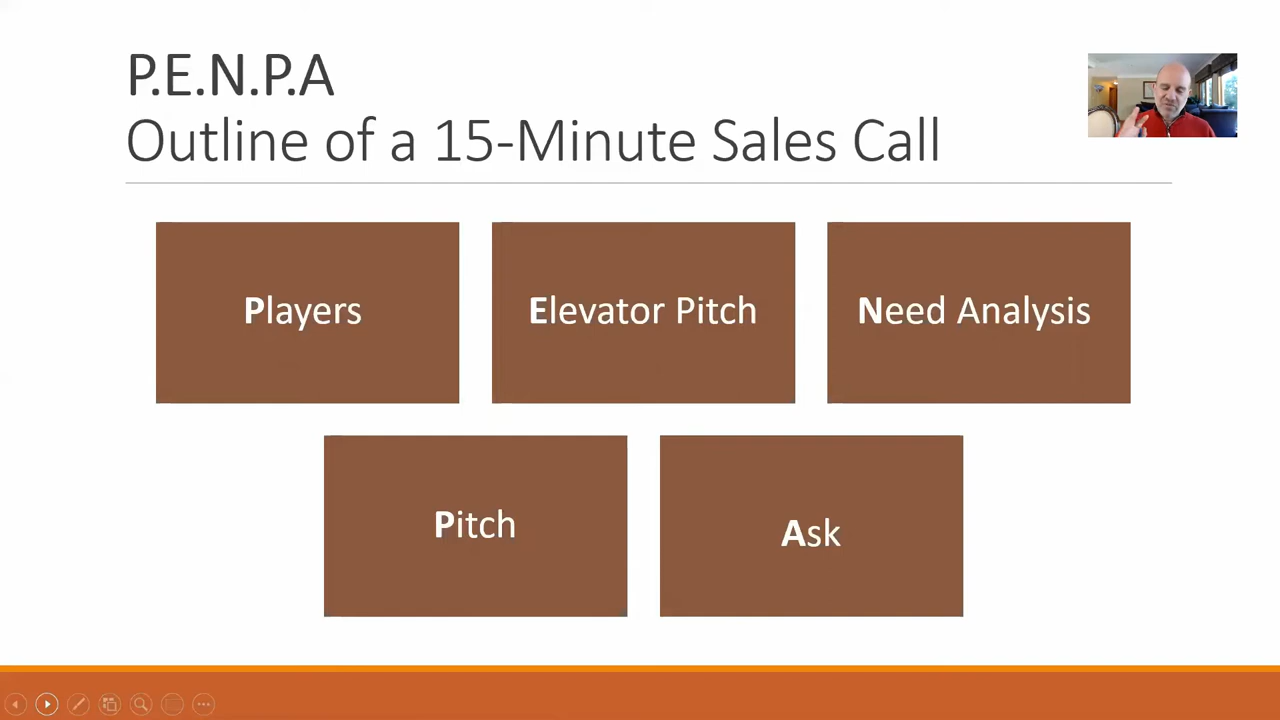 P.E.N.P.A
Outline of a 15-Minute Sales Call
Players
Elevator Pitch
Need Analysis
Pitch
Ask